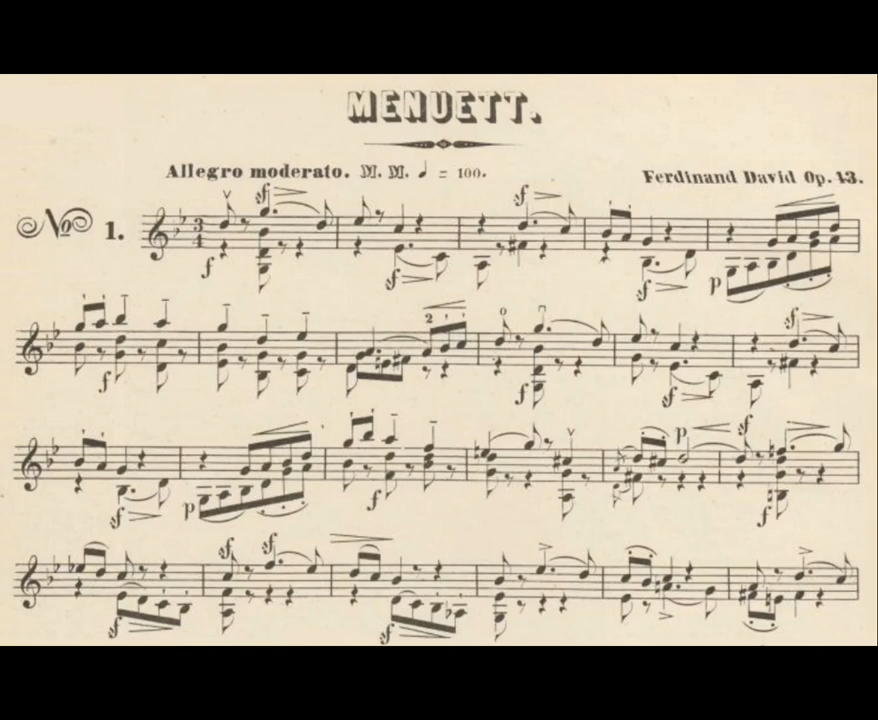 MENUETT.
Allegro moderato. M. M. ♩ = 100.
Ferdinand David Op. 43.
No 1.